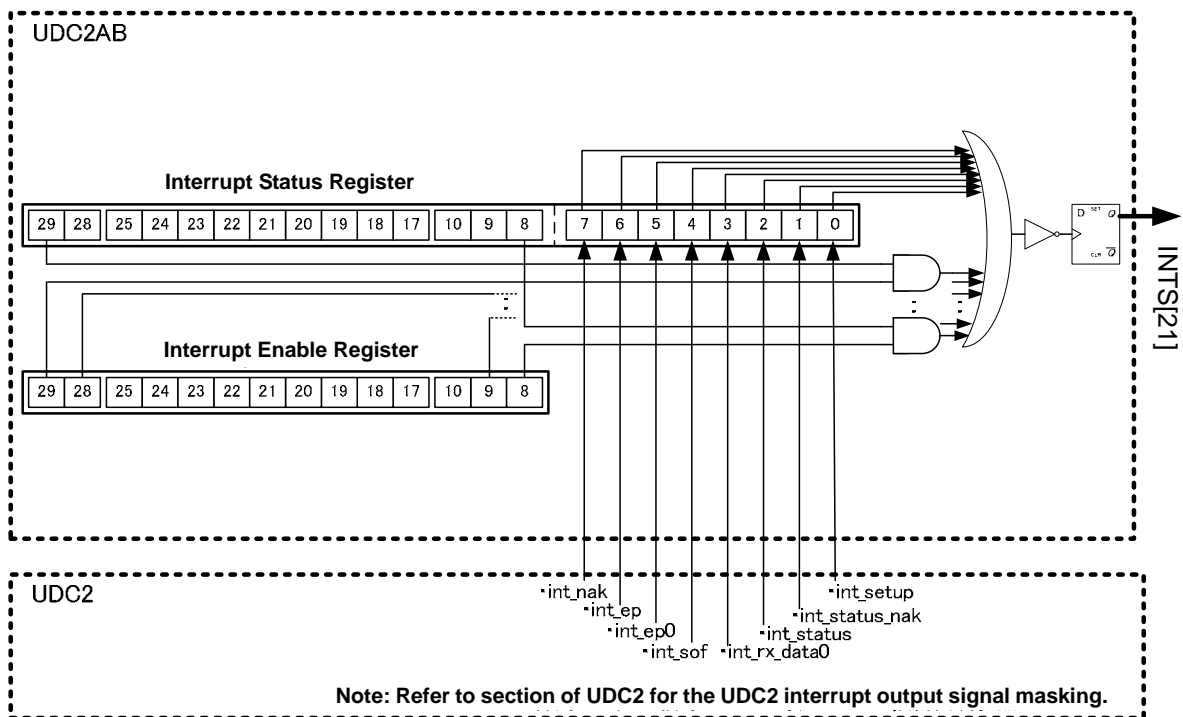 UDC2AB
Interrupt Status Register
29 28 25 24 23 22 21 20 19 18 17 10 9 8 7 6 5 4 3 2 1 0
D SET Q
CLR Q
INTS[21]
Interrupt Enable Register
29 28 25 24 23 22 21 20 19 18 17 10 9 8
UDC2
・int_nak
・int_ep
・int_ep0
・int_sof
・int_rx_data0
・int_status
・int_status_nak
・int_setup
Note: Refer to section of UDC2 for the UDC2 interrupt output signal masking.